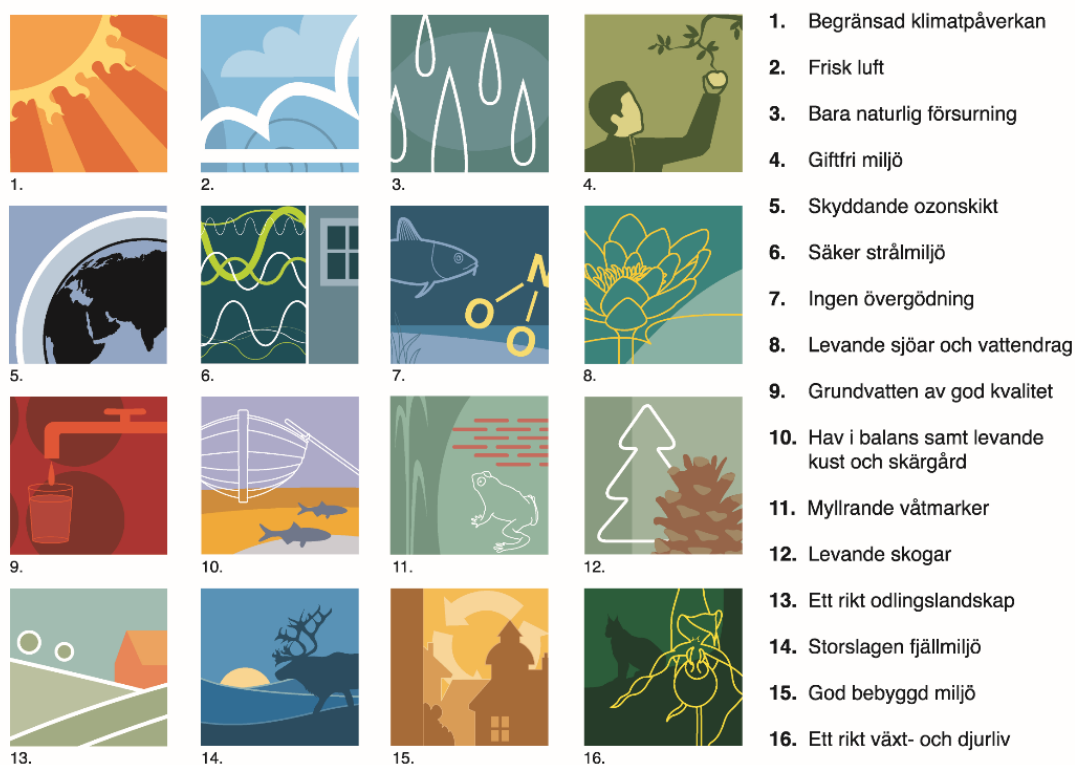 1.
2.
3.
4.
5.
6.
N
O
O
7.
8.
9.
10.
11.
12.
13.
14.
15.
16.
1. Begränsad klimatpåverkan
2. Frisk luft
3. Bara naturlig försurning
4. Giftfri miljö
5. Skyddande ozonskikt
6. Säker strålmiljö
7. Ingen övergödning
8. Levande sjöar och vattendrag
9. Grundvatten av god kvalitet
10. Hav i balans samt levande
kust och skärgård
11. Myllrande våtmarker
12. Levande skogar
13. Ett rikt odlingslandskap
14. Storslagen fjällmiljö
15. God bebyggd miljö
16. Ett rikt växt- och djurliv